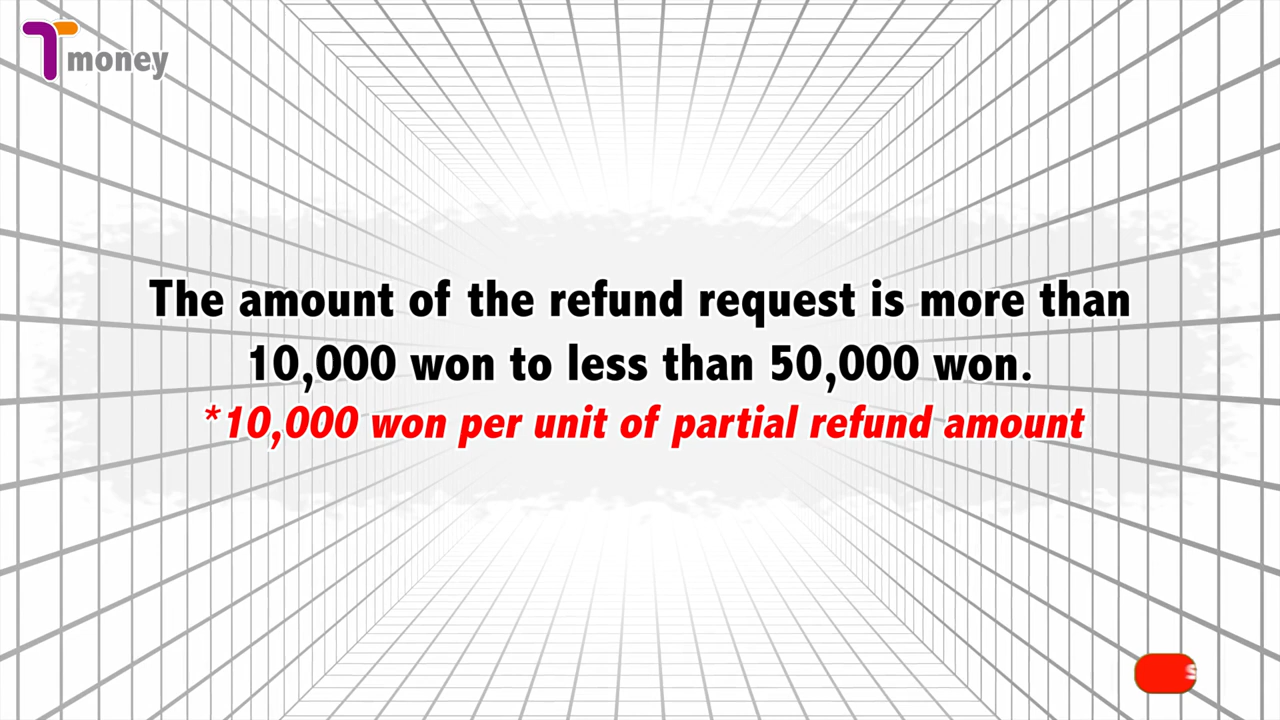 Tmoney
The amount of the refund request is more than
10,000 won to less than 50,000 won.
*10,000 won per unit of partial refund amount